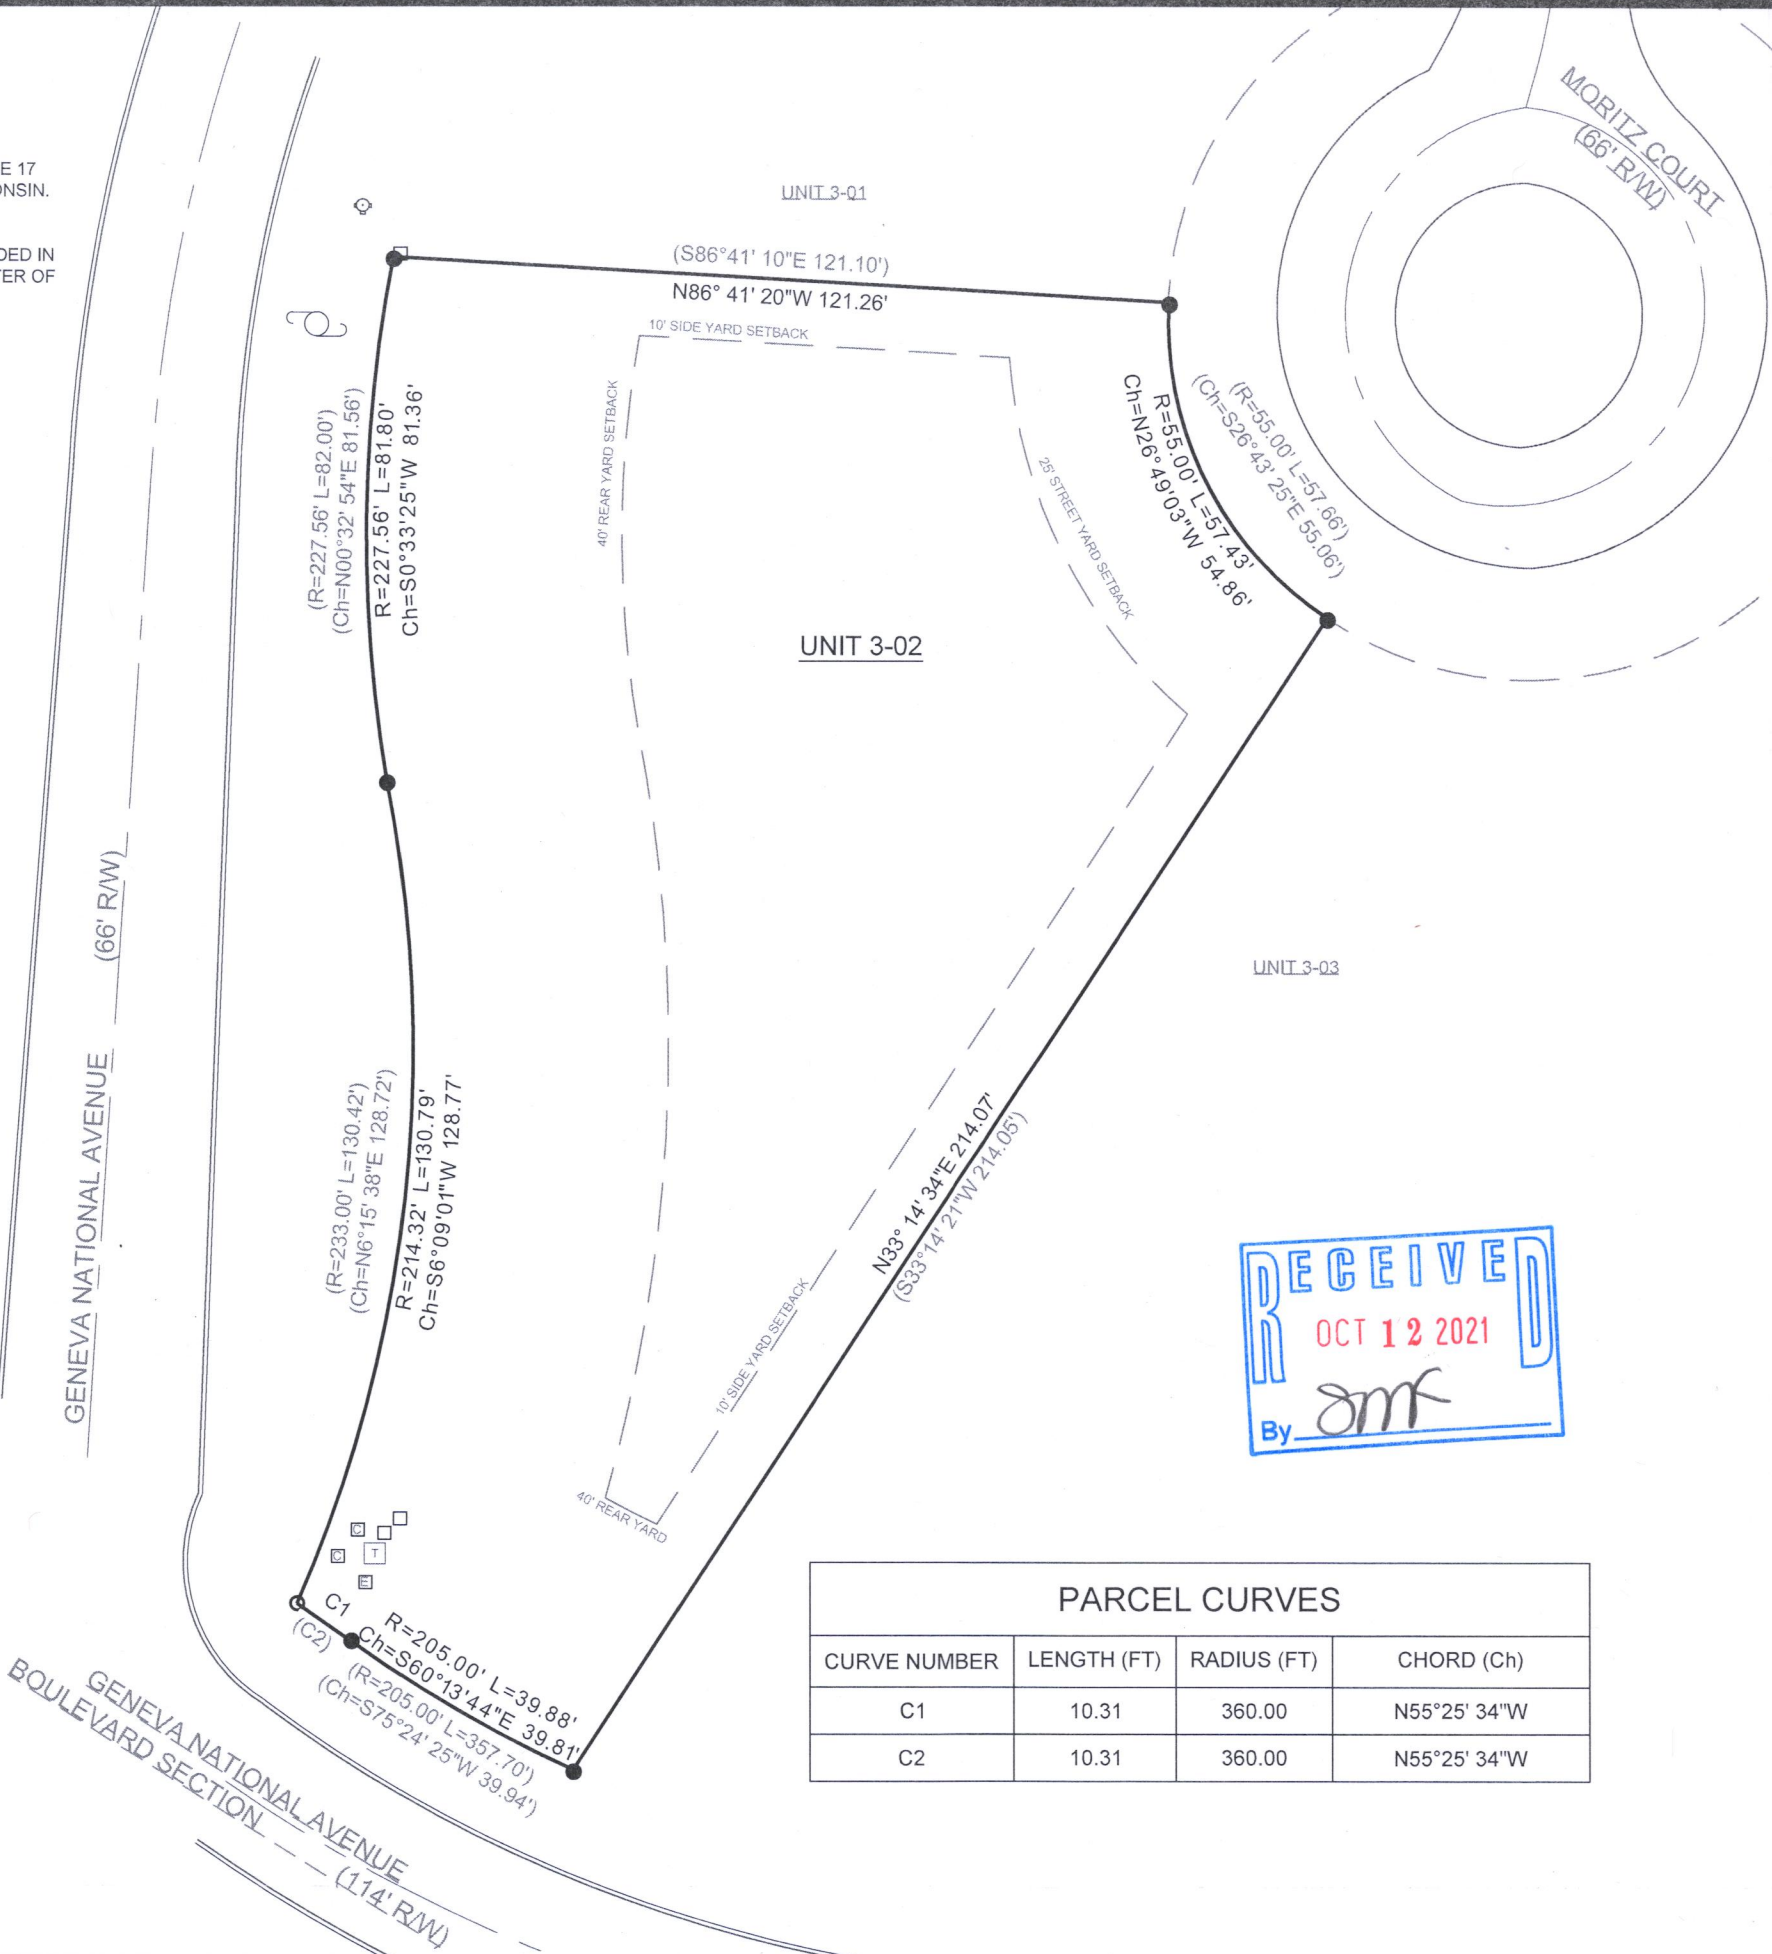 E 17
ONSIN.
DED IN
TER OF
UNIT 3-01
MORITZ COURT
(66' R/W)
(S86°41' 10"E 121.10')
N86° 41' 20"W 121.26'
10' SIDE YARD SETBACK
40' REAR YARD SETBACK
25' STREET YARD SETBACK
(R=227.56' L=82.00')
(Ch=N00°32' 54"E 81.56')
R=227.56' L=81.80'
Ch=S0°33'25"W 81.36'
(R=55.00' L=57.66')
(Ch=S26°43' 25"E 55.06')
R=55.00' L=57.43'
Ch=N26°49'03"W 54.86'
UNIT 3-02
UNIT 3-03
GENEVA NATIONAL AVENUE (66' R/W)
(R=233.00' L=130.42')
(Ch=N6°15' 38"E 128.72')
R=214.32' L=130.79'
Ch=S6°09'01"W 128.77'
N33° 14' 34"E 214.07'
(S33°14' 21"W 214.05')
10' SIDE YARD SETBACK
40' REAR YARD
RECEIVED
OCT 12 2021
By SMK
C
C
T
E
C1
(C2)
R=205.00' L=39.88'
Ch=S60°13'44"E 39.81'
(R=205.00' L=357.70')
(Ch=S75°24' 25"W 39.94')
GENEVA NATIONAL AVENUE
BOULEVARD SECTION
(114' R/W)
PARCEL CURVES
CURVE NUMBER LENGTH (FT) RADIUS (FT) CHORD (Ch)
C1 10.31 360.00 N55°25' 34"W
C2 10.31 360.00 N55°25' 34"W